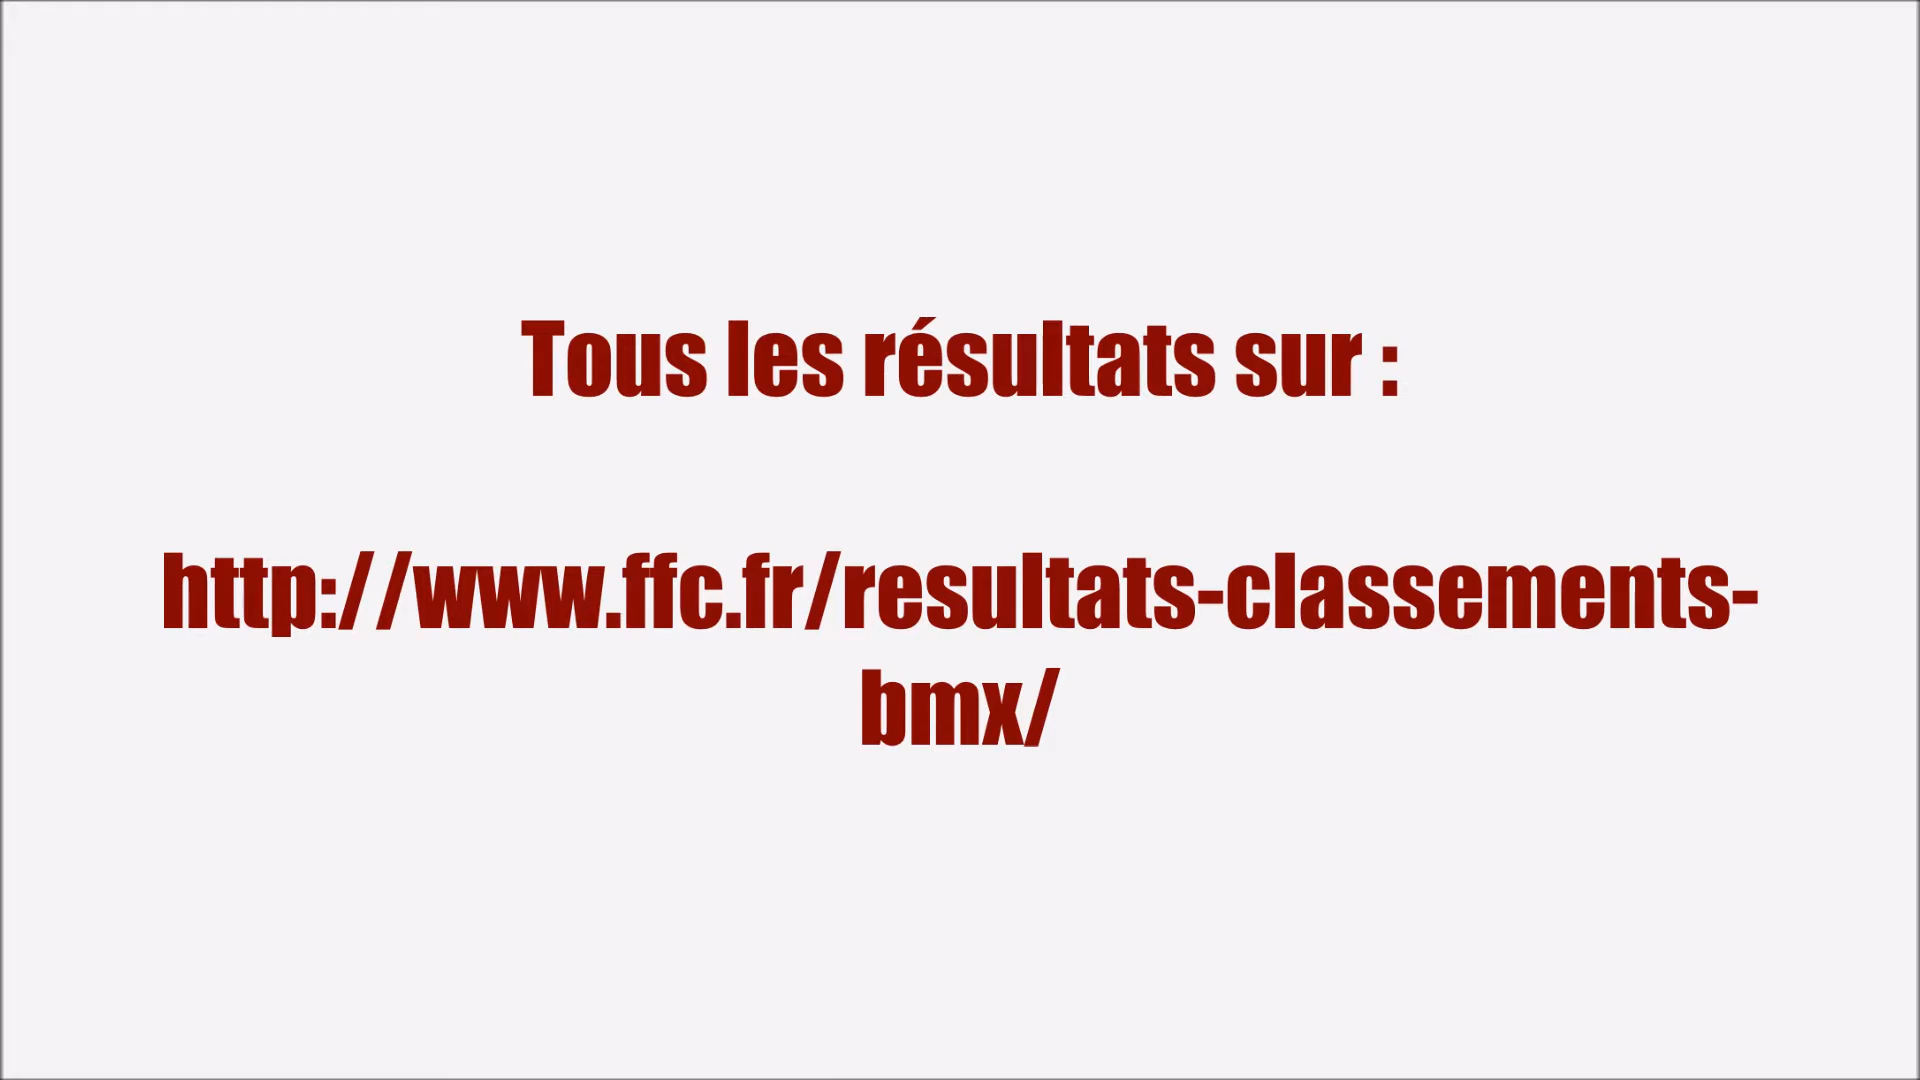 Tous les résultats sur :
http://www.ffc.fr/resultats-classements-
bmx/